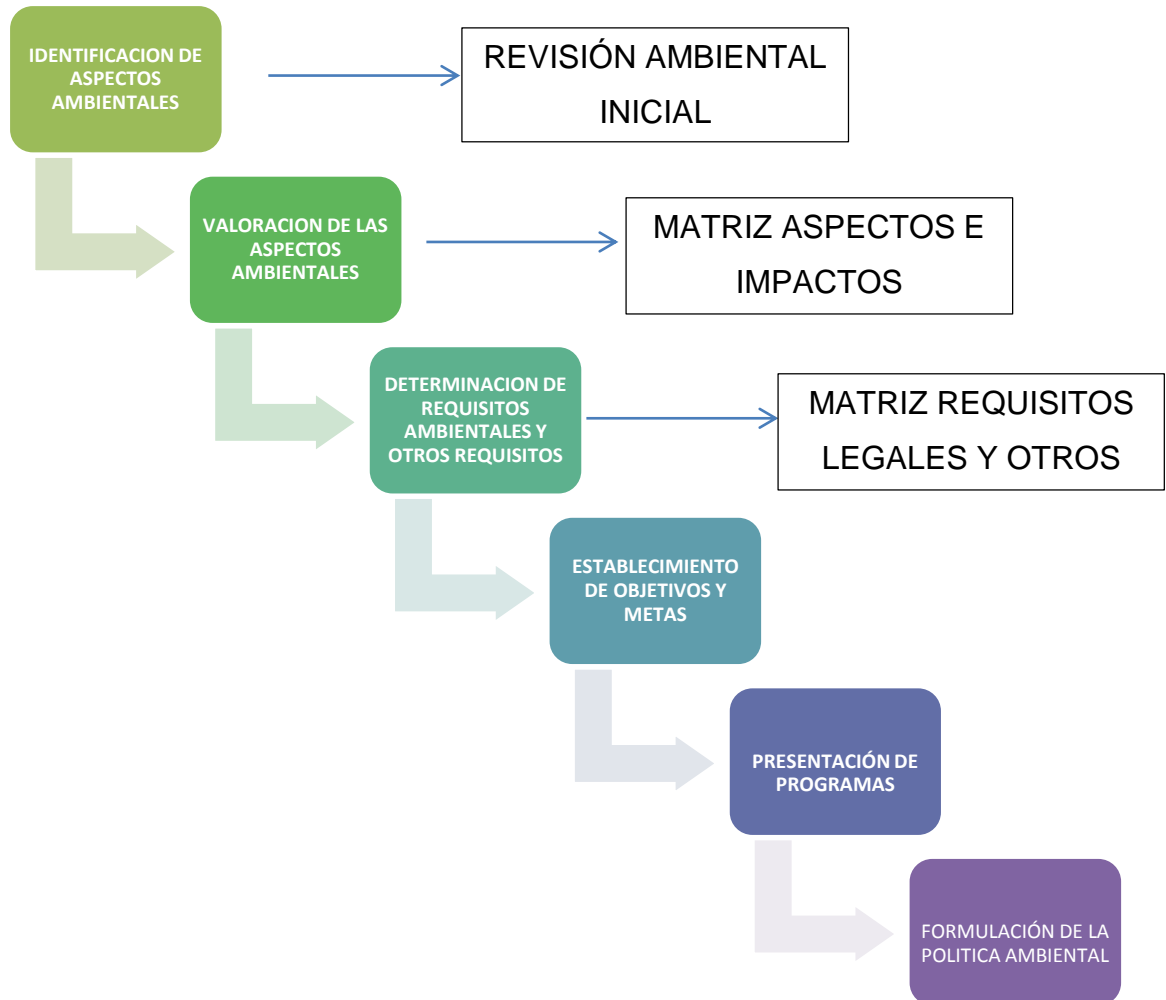 IDENTIFICACION DE
ASPECTOS
AMBIENTALES
REVISIÓN AMBIENTAL
INICIAL
VALORACION DE LAS
ASPECTOS
AMBIENTALES
MATRIZ ASPECTOS E
IMPACTOS
DETERMINACION DE
REQUISITOS
AMBIENTALES Y
OTROS REQUISITOS
MATRIZ REQUISITOS
LEGALES Y OTROS
ESTABLECIMIENTO
DE OBJETIVOS Y
METAS
PRESENTACIÓN DE
PROGRAMAS
FORMULACIÓN DE LA
POLITICA AMBIENTAL